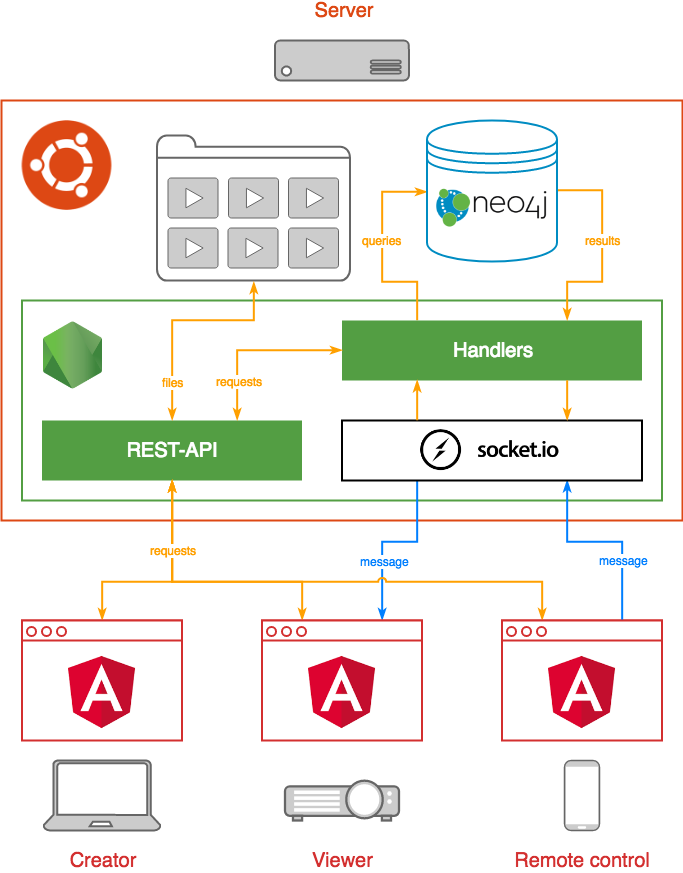 Server
neo4j
queries
results
Handlers
files
requests
REST-API
socket.io
requests
message
message
A
A
A
Creator
Viewer
Remote control